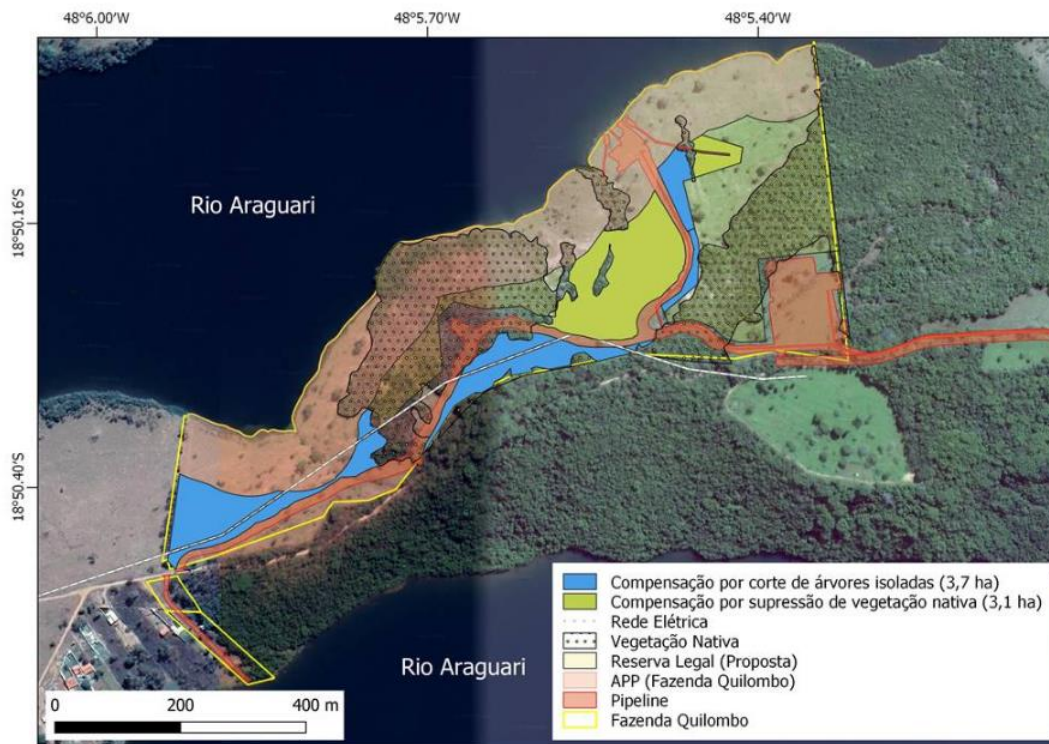 48°6.00'W
48°5.70'W
48°5.40'W
18°50.16'S
18°50.40'S
Rio Araguari
Rio Araguari
Compensação por corte de árvores isoladas (3,7 ha)
Compensação por supressão de vegetação nativa (3,1 ha)
Rede Elétrica
Vegetação Nativa
Reserva Legal (Proposta)
APP (Fazenda Quilombo)
Pipeline
Fazenda Quilombo
0 200 400 m